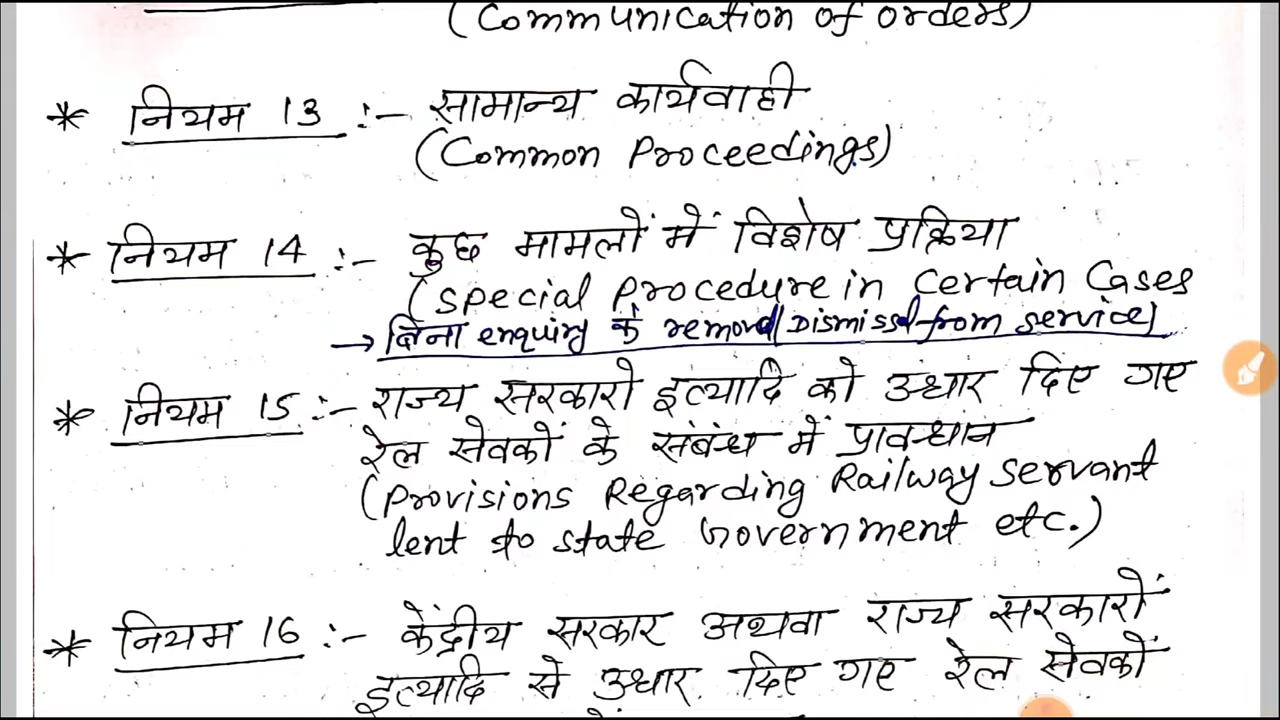 (Communication of orders)
* नियम 13 :- सामान्य कार्यवाही
(Common Proceedings)
* नियम 14 :- कुछ मामलों में विशेष प्रक्रिया
(Special Procedure in Certain Cases
→ बिना enquiry के removal/Dismissal from service)
* नियम 15 :- राज्य सरकारो इत्यादि को उधार दिए गए
रेल सेवकों के संबंध में प्रावधान
(Provisions Regarding Railway Servant
lent to state Government etc.)
* नियम 16 :- केंद्रीय सरकार अथवा राज्य सरकारों
इत्यादि से उधार दिए गए रेल सेवकों